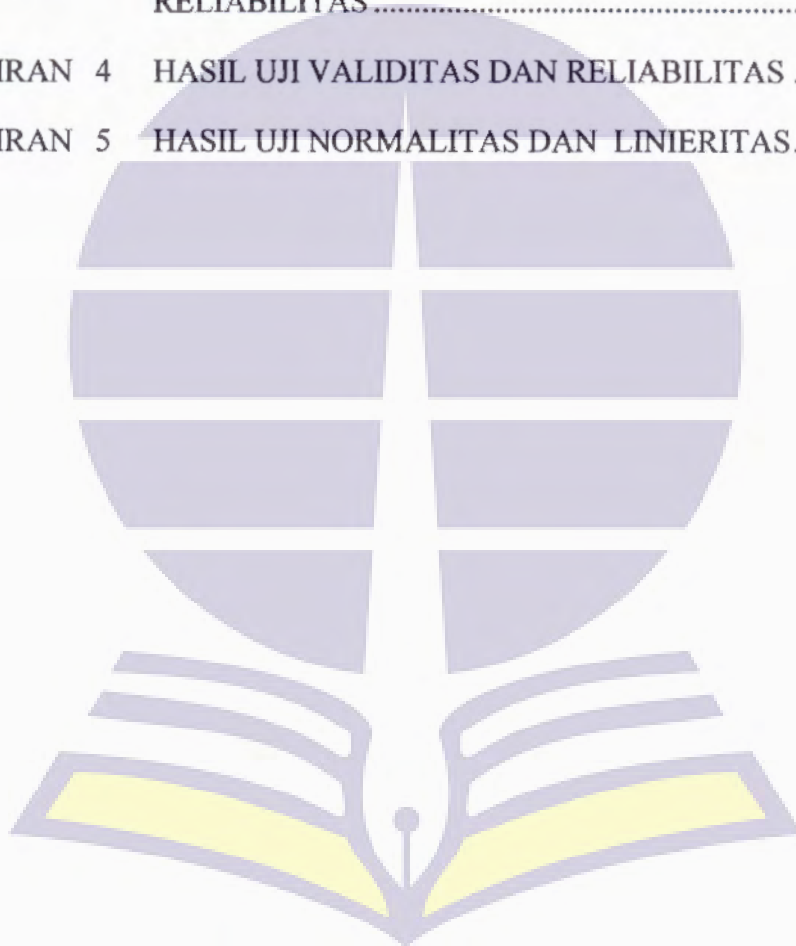 RELIABILITAS ...............................................
IRAN 4 HASIL UJI VALIDITAS DAN RELIABILITAS .
IRAN 5 HASIL UJI NORMALITAS DAN LINIERITAS.